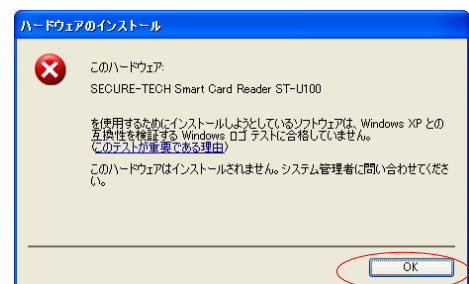 ハードウェアのインストール
このハードウェア:
SECURE-TECH Smart Card Reader ST-U100
を使用するためにインストールしようとしているソフトウェアは、Windows XP との
互換性を検証する Windows ロゴ テストに合格していません。
(このテストが重要である理由)
このハードウェアはインストールされません。システム管理者に問い合わせてくださ
い。
OK